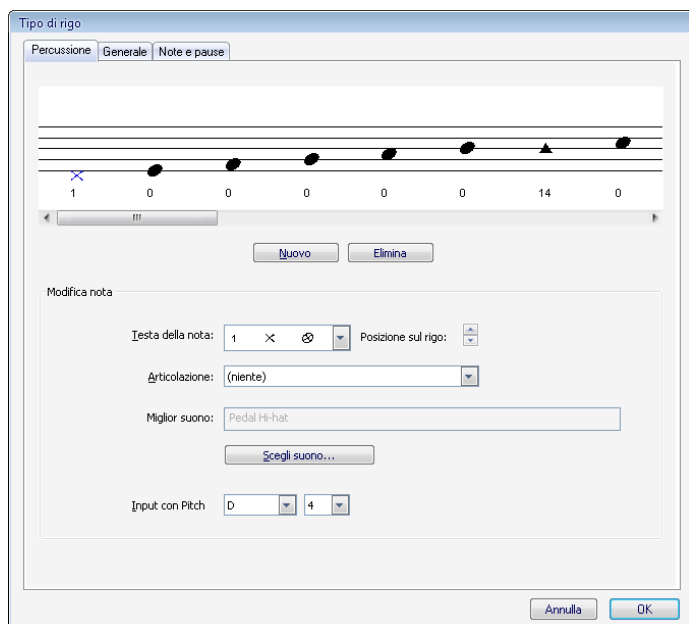 Tipo di rigo
Percussione Generale Note e pause
1 0 0 0 0 0 14 0
Nuovo Elimina
Modifica nota
Testa della nota: 1 Posizione sul rigo:
Articolazione: (niente)
Miglior suono: Pedal Hi-hat
Scegli suono...
Input con Pitch D 4
Annulla OK